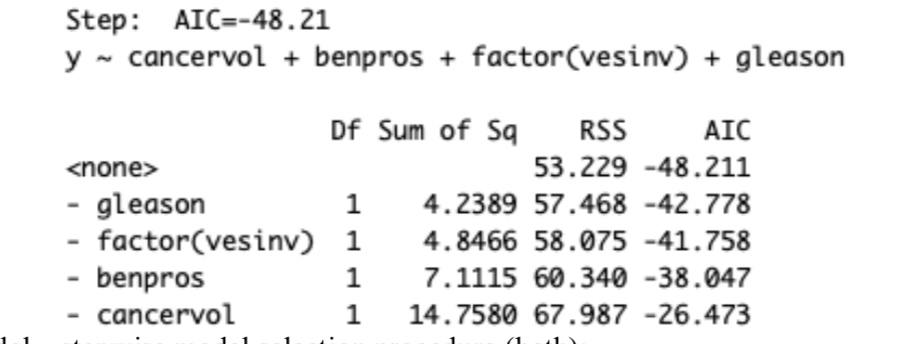 Step:  AIC=-48.21
y ~ cancervol + benpros + factor(vesinv) + gleason
Df Sum of Sq RSS AIC
<none> 53.229 -48.211
- gleason 1 4.2389 57.468 -42.778
- factor(vesinv) 1 4.8466 58.075 -41.758
- benpros 1 7.1115 60.340 -38.047
- cancervol 1 14.7580 67.987 -26.473
stepwise model selection procedure (both):